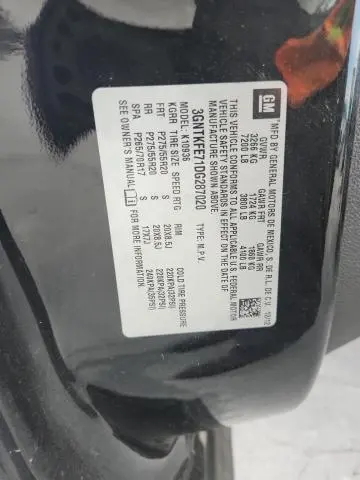 GM
MFD BY GENERAL MOTORS DE MEXICO, S. DE R.L. DE C.V. 10/12
GVWR GAWR FRT GAWR RR
3266 KG 1724 KG 1860 KG
7200 LB 3800 LB 4100 LB
THIS VEHICLE CONFORMS TO ALL APPLICABLE U.S. FEDERAL MOTOR
VEHICLE SAFETY STANDARDS IN EFFECT ON THE DATE OF
MANUFACTURE SHOWN ABOVE.
3GNTKFE71DG287020 TYPE: M.P.V.
MODEL: K10936
KGRR TIRE SIZE SPEED RTG RIM COLD TIRE PRESSURE
FRT P275/55R20 S 20X8.5J 220KPA(32PSI)
RR P275/55R20 S 20X8.5J 220KPA(32PSI)
SPA P265/70R17 S 17X7J 240KPA(35PSI)
SEE OWNER'S MANUAL FOR MORE INFORMATION